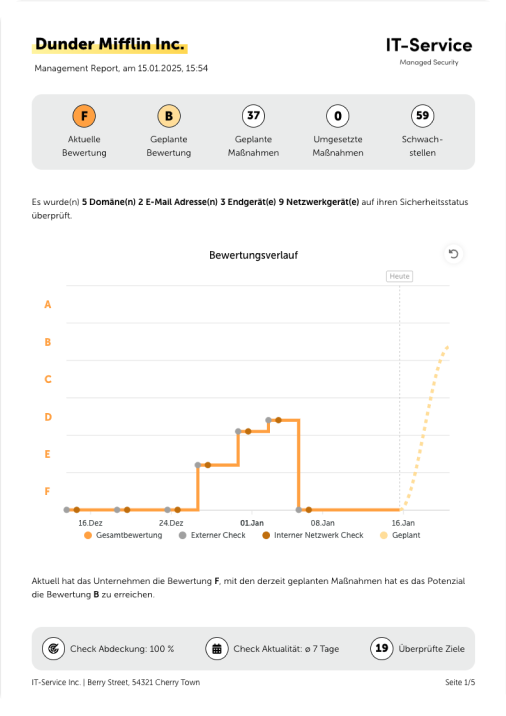 Dunder Mifflin Inc.
IT-Service
Managed Security
Management Report, am 15.01.2025, 15:54
F
B
37
0
59
Aktuelle
Bewertung
Geplante
Bewertung
Geplante
Maßnahmen
Umgesetzte
Maßnahmen
Schwach-
stellen
Es wurde(n) 5 Domäne(n) 2 E-Mail Adresse(n) 3 Endgerät(e) 9 Netzwerkgerät(e) auf ihren Sicherheitsstatus
überprüft.
Bewertungsverlauf
Heute
A
B
C
D
E
F
16.Dez
24.Dez
01.Jan
08.Jan
16.Jan
Gesamtbewertung
Externer Check
Interner Netzwerk Check
Geplant
Aktuell hat das Unternehmen die Bewertung F, mit den derzeit geplanten Maßnahmen hat es das Potenzial
die Bewertung B zu erreichen.
Check Abdeckung: 100 %
Check Aktualität: ø 7 Tage
19 Überprüfte Ziele
IT-Service Inc. | Berry Street, 54321 Cherry Town
Seite 1/5